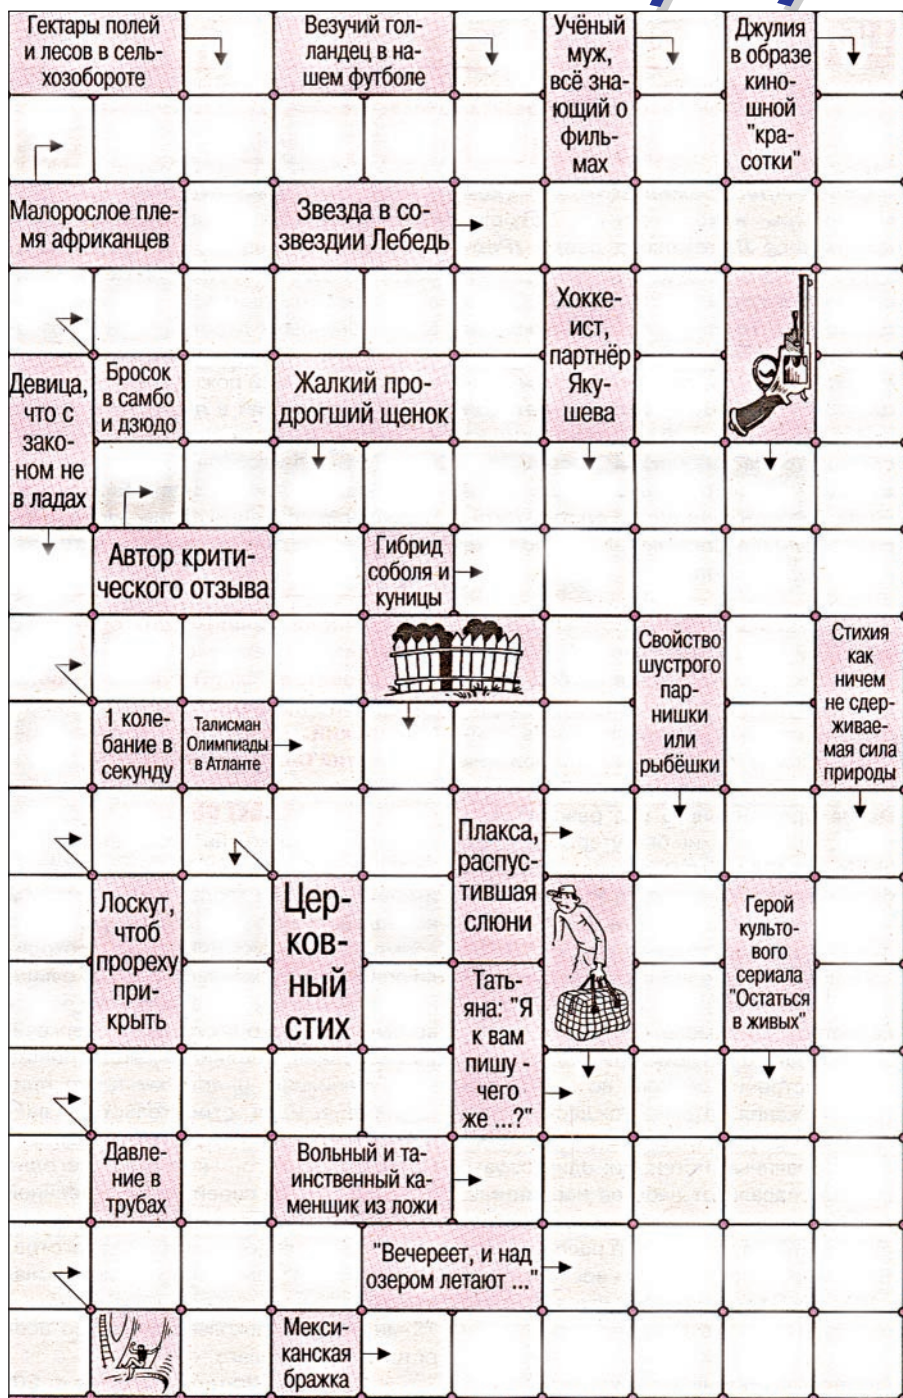 Гектары полей
и лесов в сель-
хозобороте
Везучий гол-
ландец в на-
шем футболе
Учёный
муж,
всё зна-
ющий о
филь-
мах
Джулия
в образе
кино-
шной
"кра-
сотки"
Малорослое пле-
мя африканцев
Звезда в со-
звездии Лебедь
Хокке-
ист,
партнёр
Яку-
шева
Девица,
что с
зако-
ном не
в ладах
Бросок
в самбо
и дзюдо
Жалкий про-
дрогший щенок
Автор крити-
ческого отзыва
Гибрид
соболя и
куницы
Свойство
шустрого
пар-
нишки
или
рыбёшки
Стихия
как
ничем
не сдер-
живае-
мая сила
природы
1 коле-
бание в
секунду
Талисман
Олимпиады
в Атланте
Плакса,
распус-
тившая
слюни
Лоскут,
чтоб
прореху
при-
крыть
Цер-
ков-
ный
стих
Герой
культо-
вого
сериала
"Остаться
в живых"
Тать-
яна: "Я
к вам
пишу -
чего
же ...?"
Давле-
ние в
трубах
Вольный и та-
инственный ка-
менщик из ложи
"Вечереет, и над
озером летают ..."
Мекси-
канская
бражка